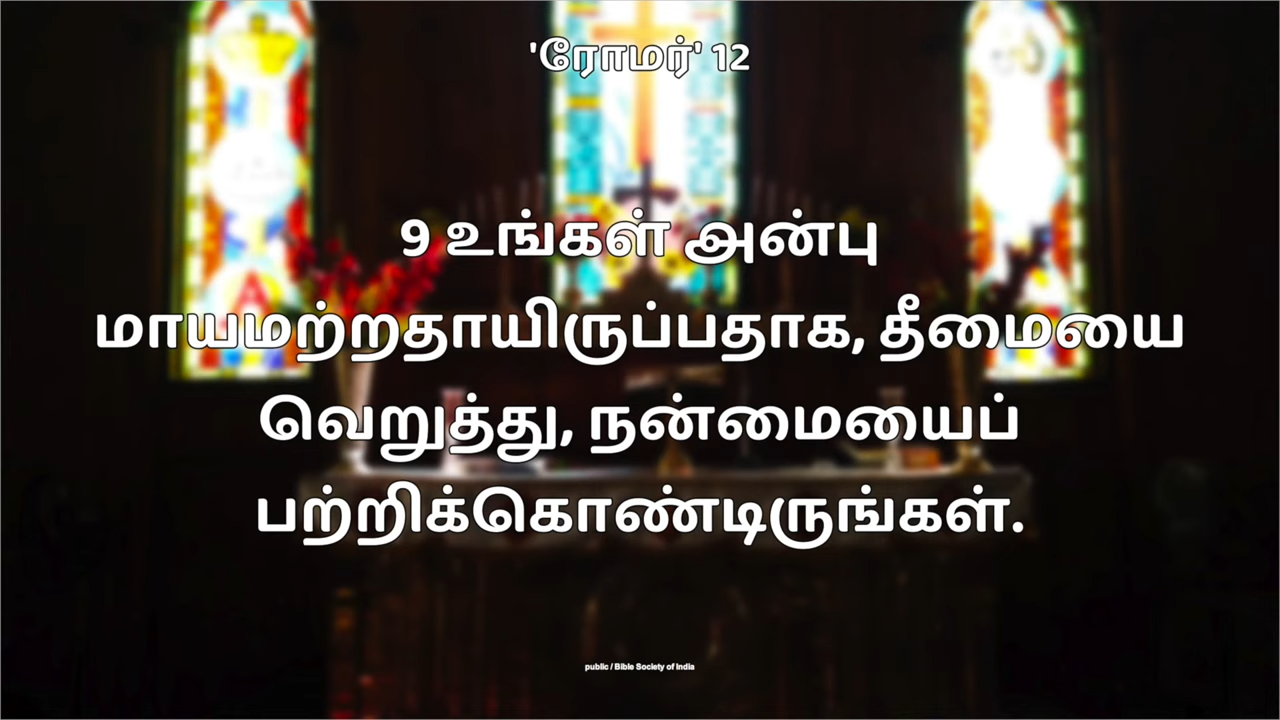 'ரோமர்' 12
9 உங்கள் அன்பு
மாயமற்றதாயிருப்பதாக, தீமையை
வெறுத்து, நன்மையைப்
பற்றிக்கொண்டிருங்கள்.
public / Bible Society of India